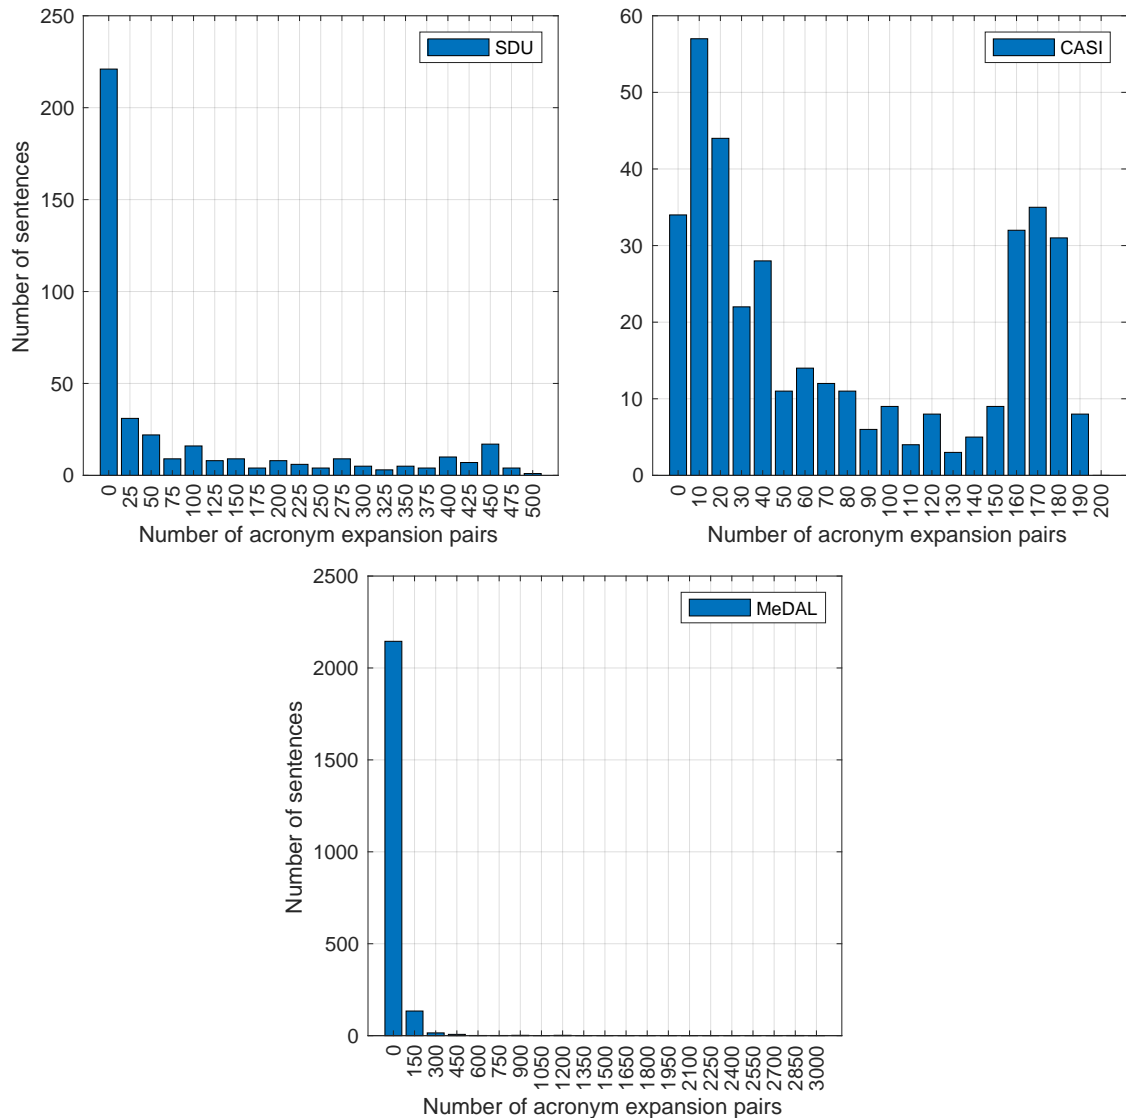 250
200
150
100
50
0
Number of sentences
SDU
0 25 50 75 100 125 150 175 200 225 250 275 300 325 350 375 400 425 450 475 500
Number of acronym expansion pairs
60
50
40
30
20
10
0
CASI
0 10 20 30 40 50 60 70 80 90 100 110 120 130 140 150 160 170 180 190 200
Number of acronym expansion pairs
2500
2000
1500
1000
500
0
Number of sentences
MeDAL
0 150 300 450 600 750 900 1050 1200 1350 1500 1650 1800 1950 2100 2250 2400 2550 2700 2850 3000
Number of acronym expansion pairs